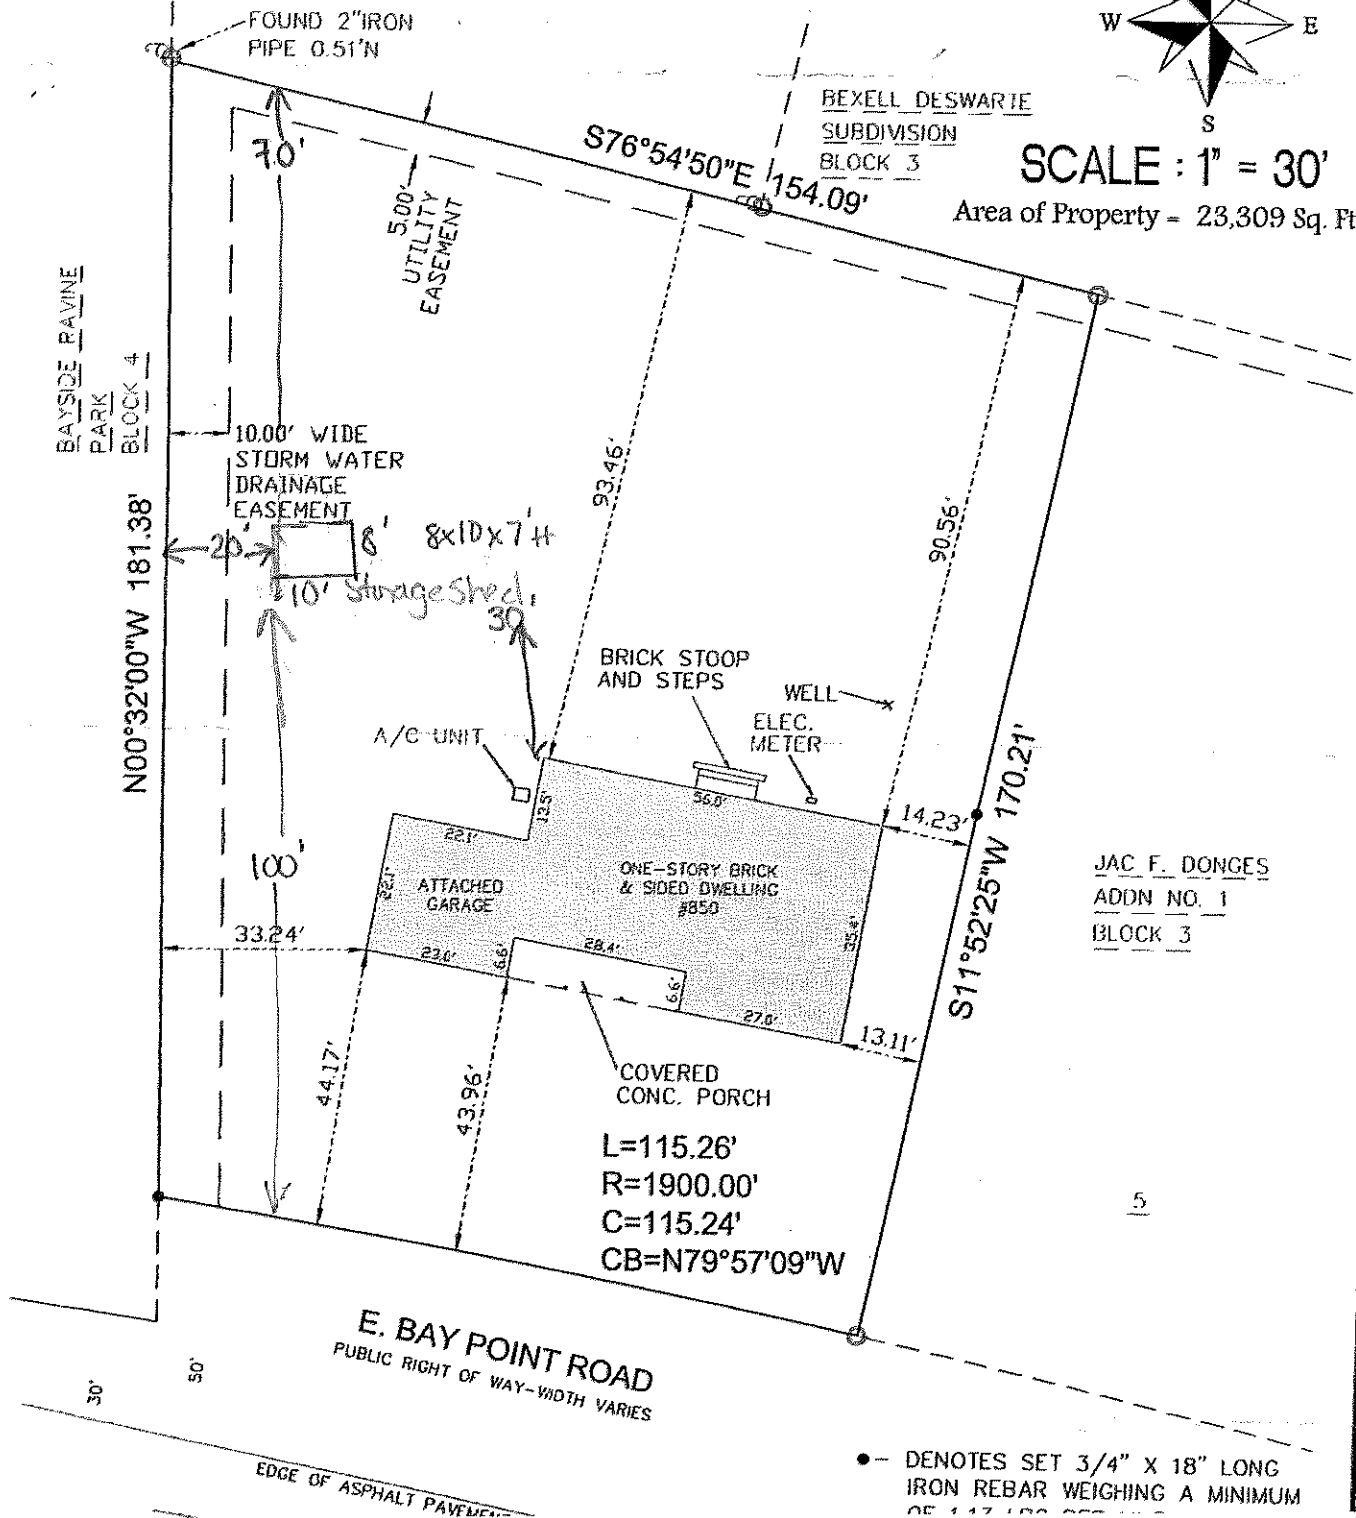 FOUND 2"IRON
PIPE 0.51'N
W
E
S
BEXELL DESWARTE
SUBDIVISION
BLOCK 3
SCALE : 1" = 30'
Area of Property = 23,309 Sq. Ft
S76°54'50"E 154.09'
70'
5.00'
UTILITY
EASEMENT
BAYSIDE RAVINE
PARK
BLOCK 4
10.00' WIDE
STORM WATER
DRAINAGE
EASEMENT
N00°32'00"W 181.38'
20'
8'
8x10x7'H
10' Storage Shed
30'
93.46'
90.56'
BRICK STOOP
AND STEPS
WELL
ELEC.
METER
A/C UNIT
13.5'
56.0'
14.23'
S11°52'25"W 170.21'
22.1'
22.1'
100'
ATTACHED
GARAGE
ONE-STORY BRICK
& SIDED DWELLING
#850
35.4'
JAC F. DONGES
ADDN NO. 1
BLOCK 3
33.24'
23.0'
6.6'
28.4'
6.6'
27.0'
13.11'
44.17'
43.96'
COVERED
CONC. PORCH
L=115.26'
R=1900.00'
C=115.24'
CB=N79°57'09"W
5
E. BAY POINT ROAD
PUBLIC RIGHT OF WAY-WIDTH VARIES
30'
50'
EDGE OF ASPHALT PAVEMENT
- DENOTES SET 3/4" X 18" LONG
IRON REBAR WEIGHING A MINIMUM